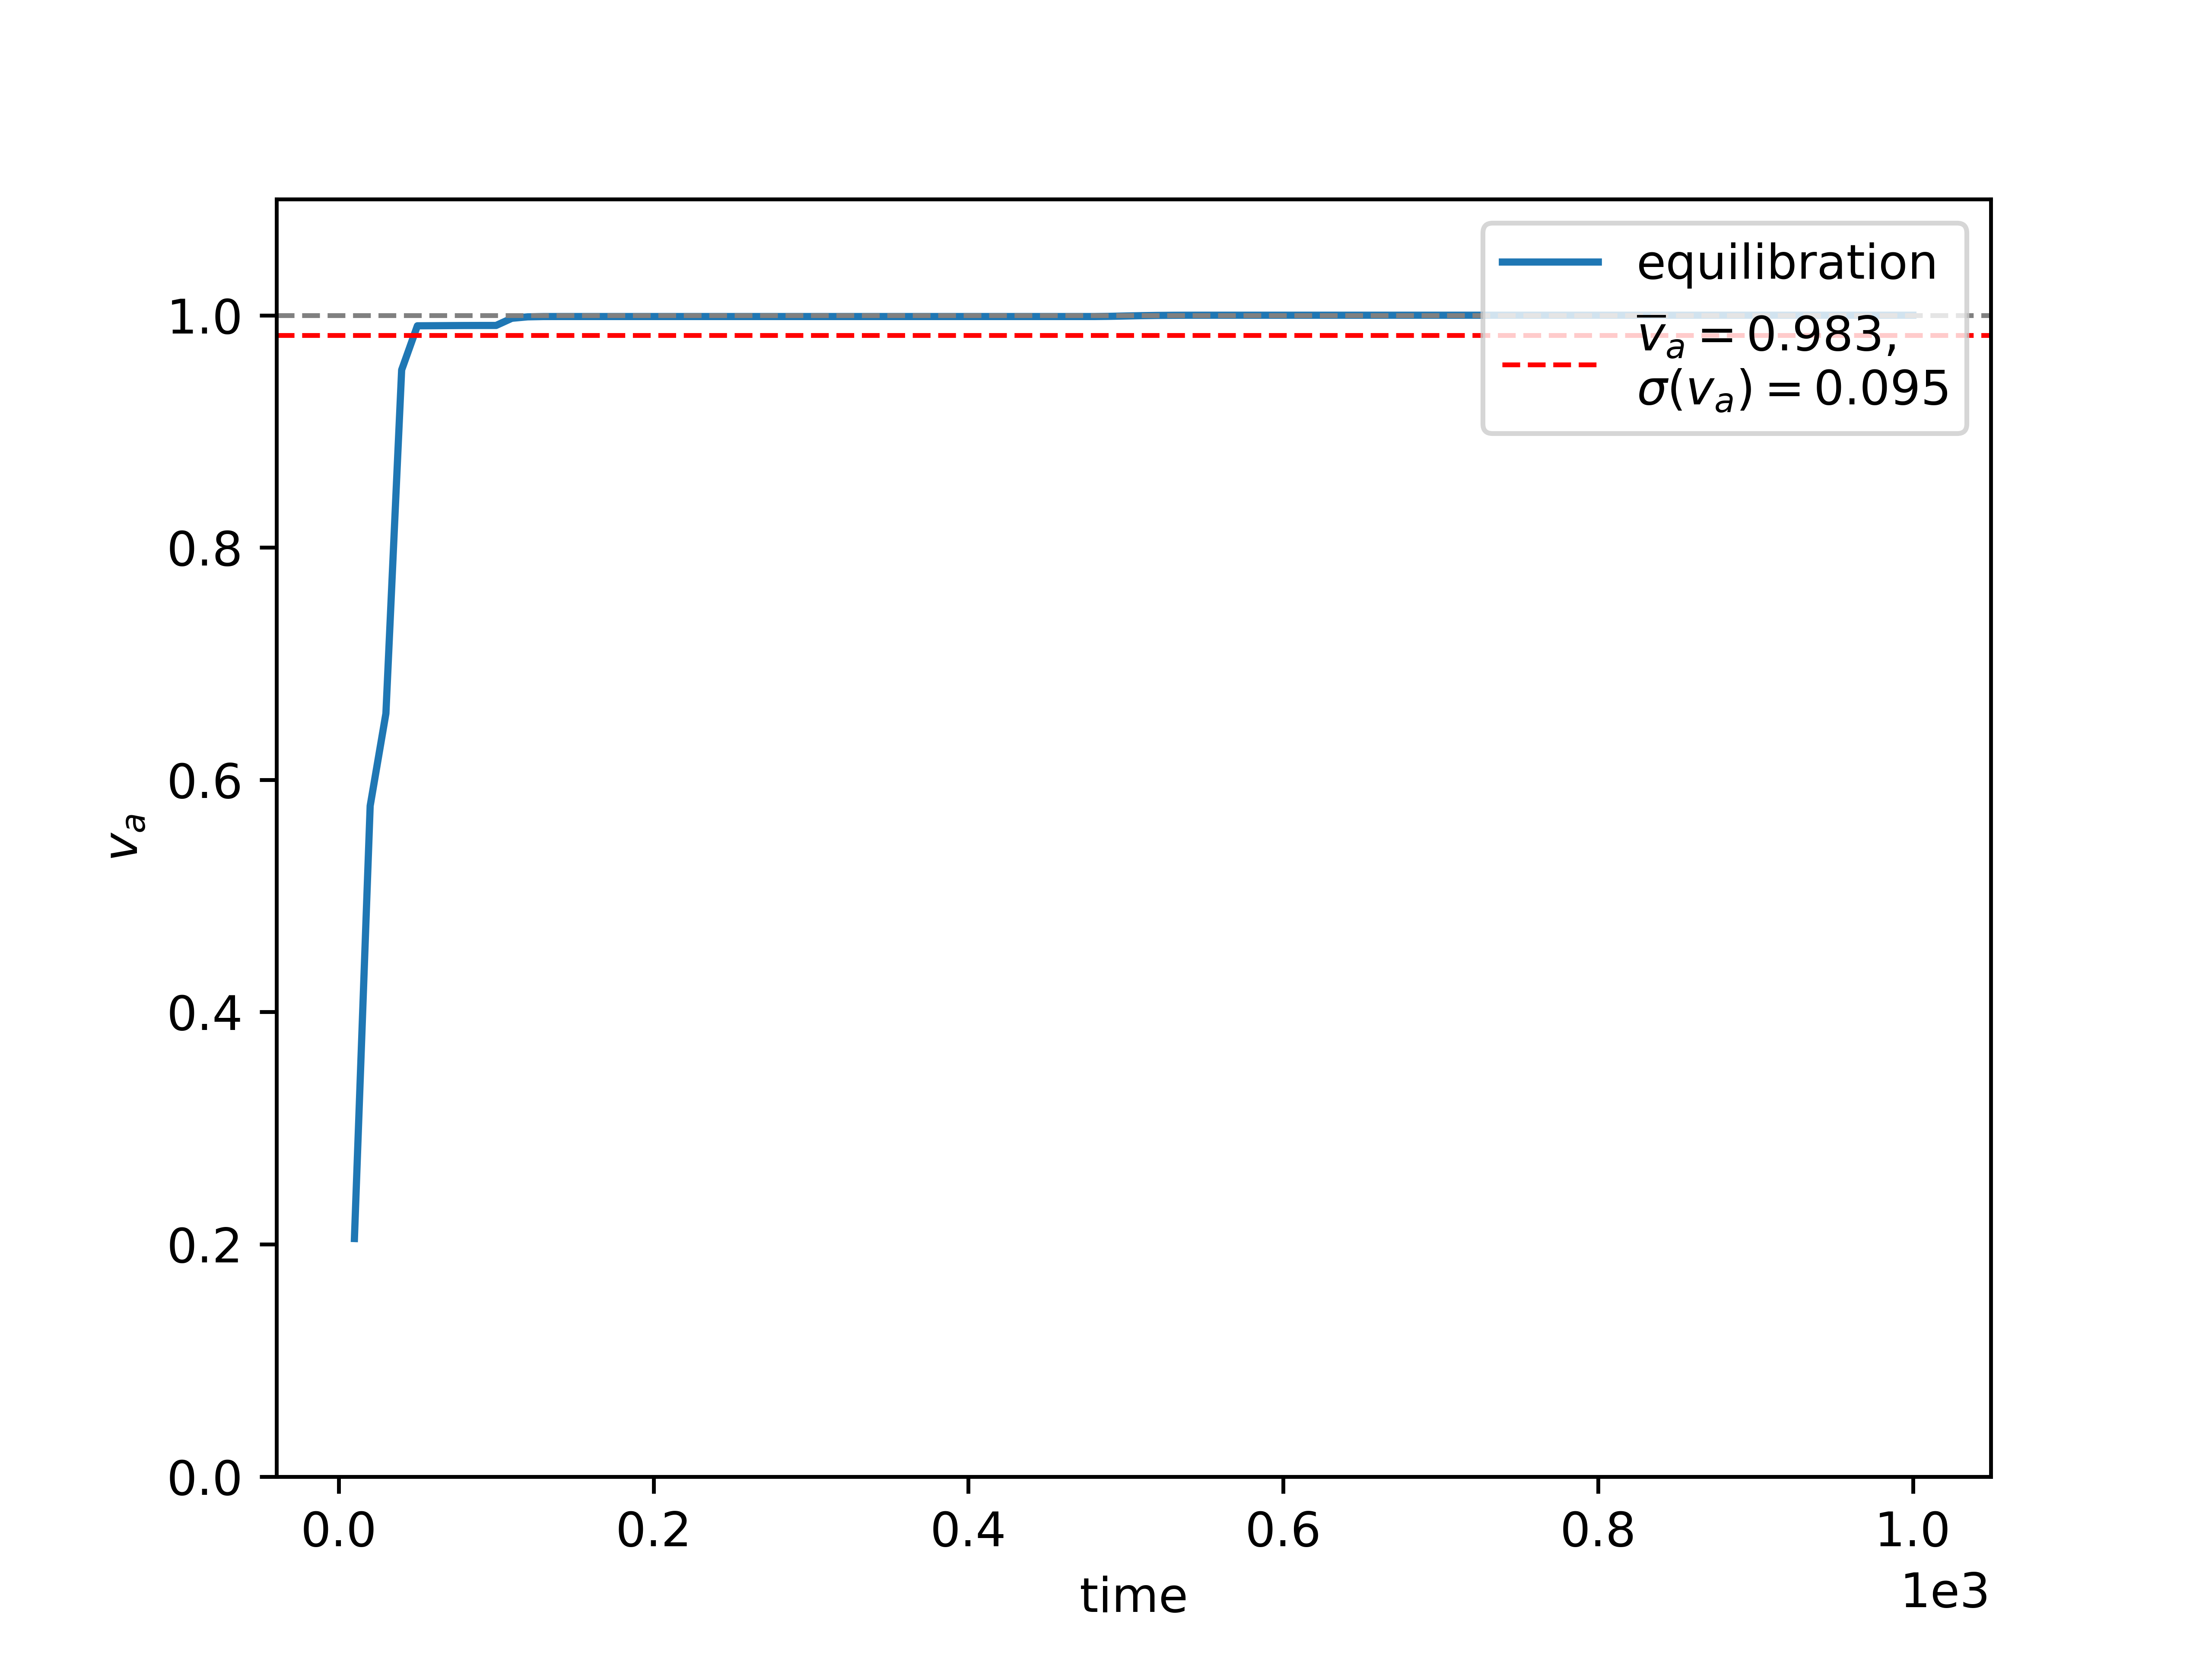 equilibration
v̅ₐ = 0.983,
σ(vₐ) = 0.095
1.0
0.8
0.6
0.4
0.2
0.0
vₐ
0.0 0.2 0.4 0.6 0.8 1.0
time
1e3